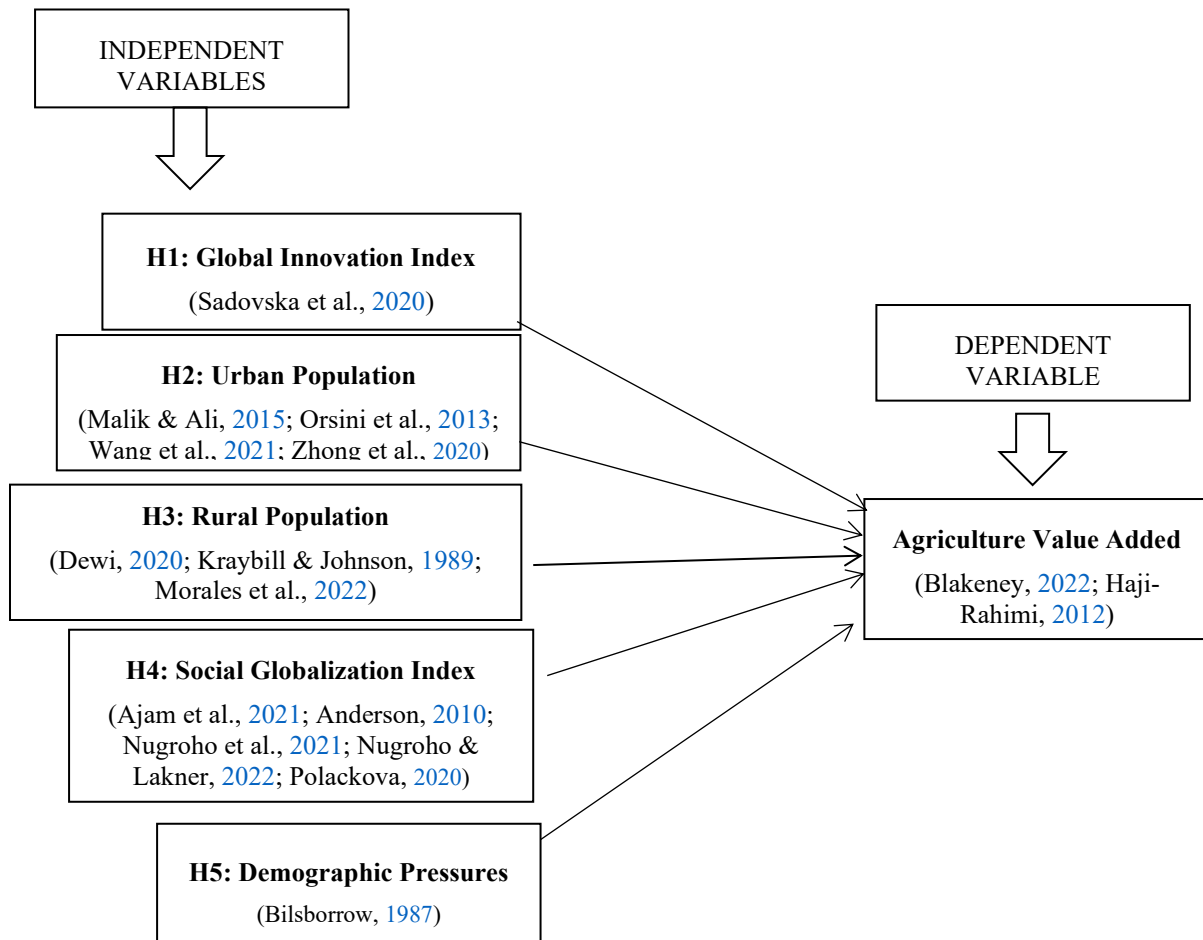 INDEPENDENT
VARIABLES
H1: Global Innovation Index
(Sadovska et al., 2020)
H2: Urban Population
(Malik & Ali, 2015; Orsini et al., 2013;
Wang et al., 2021; Zhong et al., 2020)
H3: Rural Population
(Dewi, 2020; Kraybill & Johnson, 1989;
Morales et al., 2022)
H4: Social Globalization Index
(Ajam et al., 2021; Anderson, 2010;
Nugroho et al., 2021; Nugroho &
Lakner, 2022; Polackova, 2020)
H5: Demographic Pressures
(Bilsborrow, 1987)
DEPENDENT
VARIABLE
Agriculture Value Added
(Blakeney, 2022; Haji-
Rahimi, 2012)